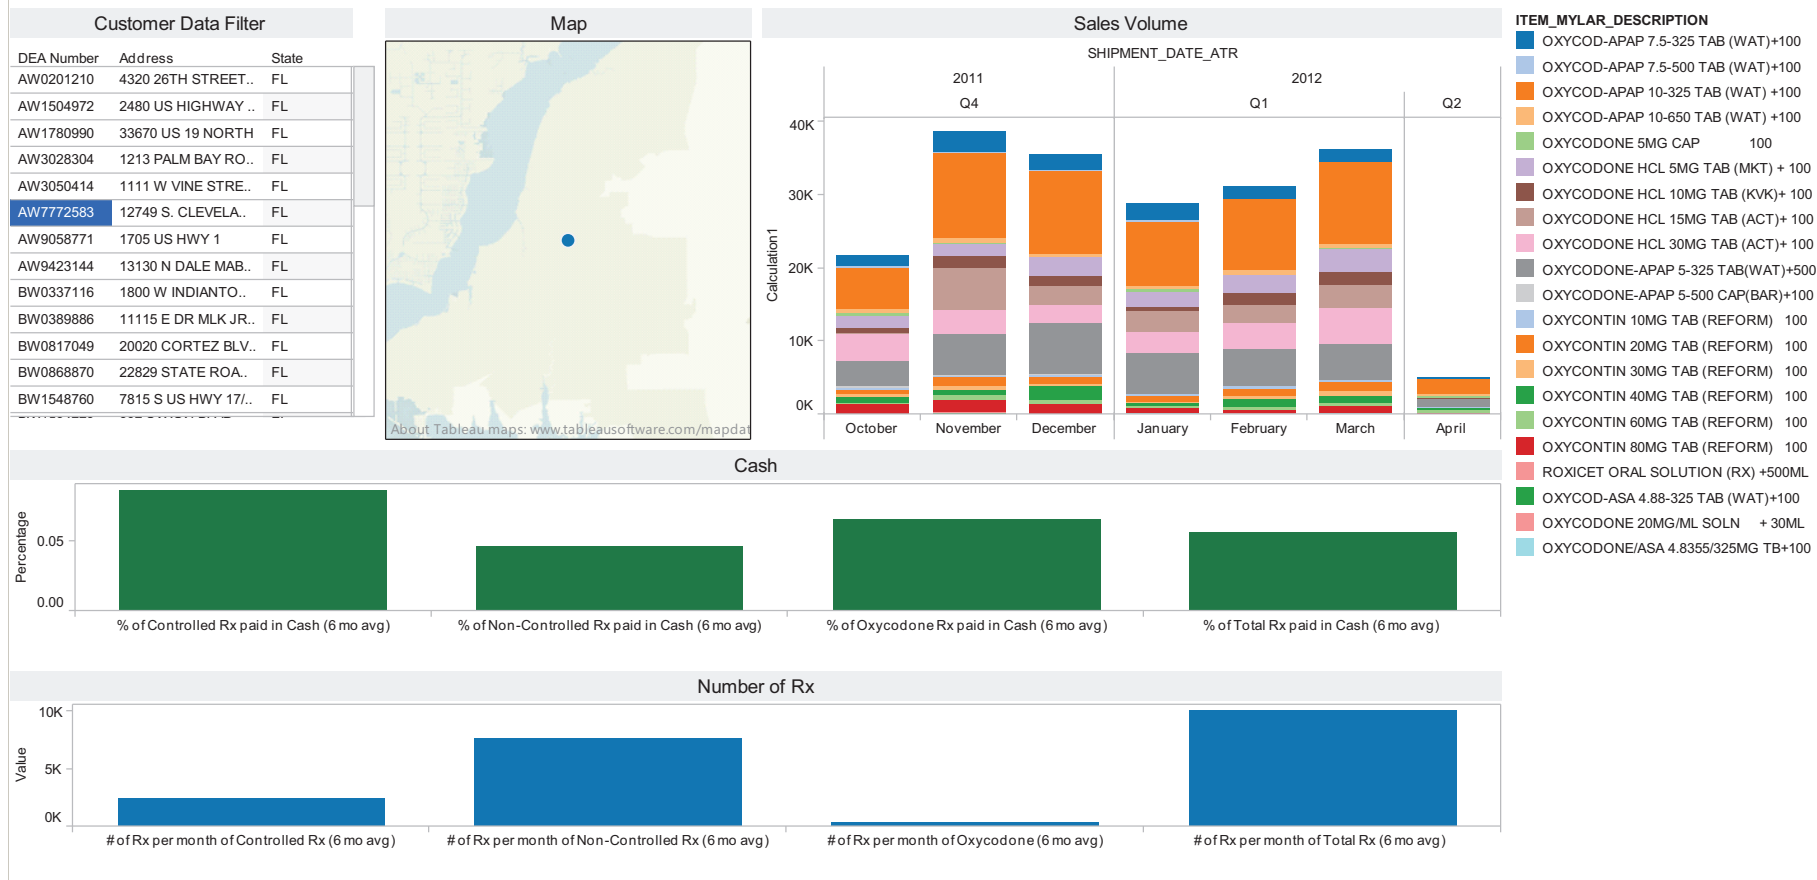 Customer Data Filter
DEA Number Address State
AW0201210 4320 26TH STREET.. FL
AW1504972 2480 US HIGHWAY .. FL
AW1780990 33670 US 19 NORTH FL
AW3028304 1213 PALM BAY RO.. FL
AW3050414 1111 W VINE STRE.. FL
AW7772583 12749 S. CLEVELA.. FL
AW9058771 1705 US HWY 1 FL
AW9423144 13130 N DALE MAB.. FL
BW0337116 1800 W INDIANTO.. FL
BW0389886 11115 E DR MLK JR.. FL
BW0817049 20020 CORTEZ BLV.. FL
BW0868870 22829 STATE ROA.. FL
BW1548760 7815 S US HWY 17/.. FL
Map
About Tableau maps: www.tableausoftware.com/mapdat
Sales Volume
SHIPMENT_DATE_ATR
2011 2012
Q4 Q1 Q2
Calculation1
40K
30K
20K
10K
0K
October November December January February March April
ITEM_MYLAR_DESCRIPTION
OXYCOD-APAP 7.5-325 TAB (WAT)+100
OXYCOD-APAP 7.5-500 TAB (WAT)+100
OXYCOD-APAP 10-325 TAB (WAT) +100
OXYCOD-APAP 10-650 TAB (WAT) +100
OXYCODONE 5MG CAP 100
OXYCODONE HCL 5MG TAB (MKT) + 100
OXYCODONE HCL 10MG TAB (KVK)+ 100
OXYCODONE HCL 15MG TAB (ACT)+ 100
OXYCODONE HCL 30MG TAB (ACT)+ 100
OXYCODONE-APAP 5-325 TAB(WAT)+500
OXYCODONE-APAP 5-500 CAP(BAR)+100
OXYCONTIN 10MG TAB (REFORM) 100
OXYCONTIN 20MG TAB (REFORM) 100
OXYCONTIN 30MG TAB (REFORM) 100
OXYCONTIN 40MG TAB (REFORM) 100
OXYCONTIN 60MG TAB (REFORM) 100
OXYCONTIN 80MG TAB (REFORM) 100
ROXICET ORAL SOLUTION (RX) +500ML
OXYCOD-ASA 4.88-325 TAB (WAT)+100
OXYCODONE 20MG/ML SOLN + 30ML
OXYCODONE/ASA 4.8355/325MG TB+100
Cash
Percentage
0.05
0.00
% of Controlled Rx paid in Cash (6 mo avg)
% of Non-Controlled Rx paid in Cash (6 mo avg)
% of Oxycodone Rx paid in Cash (6 mo avg)
% of Total Rx paid in Cash (6 mo avg)
Number of Rx
Value
10K
5K
0K
# of Rx per month of Controlled Rx (6 mo avg)
# of Rx per month of Non-Controlled Rx (6 mo avg)
# of Rx per month of Oxycodone (6 mo avg)
# of Rx per month of Total Rx (6 mo avg)